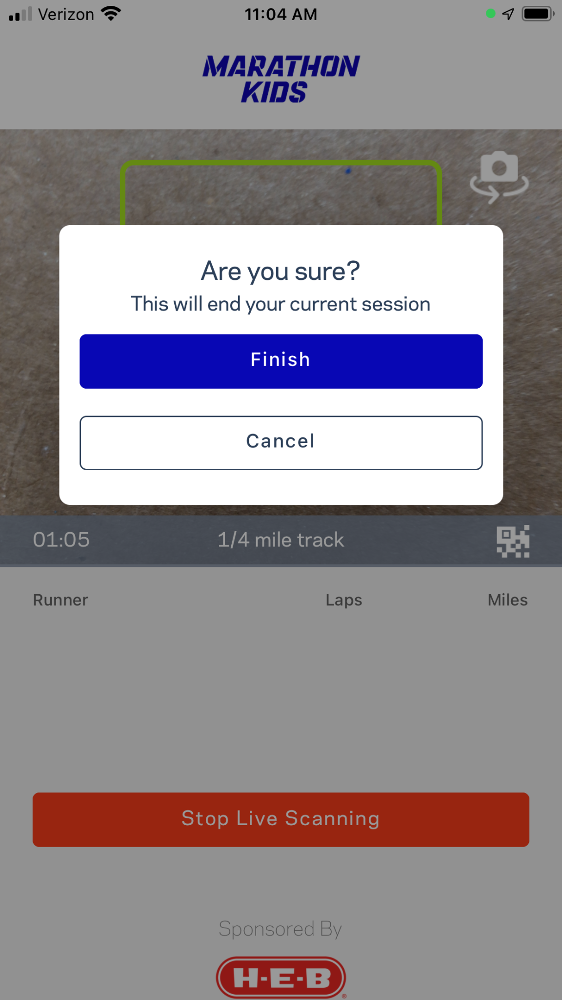 Verizon
11:04 AM
MARATHON
KIDS
Are you sure?
This will end your current session
Finish
Cancel
01:05
1/4 mile track
Runner
Laps
Miles
Stop Live Scanning
Sponsored By
H-E-B
®